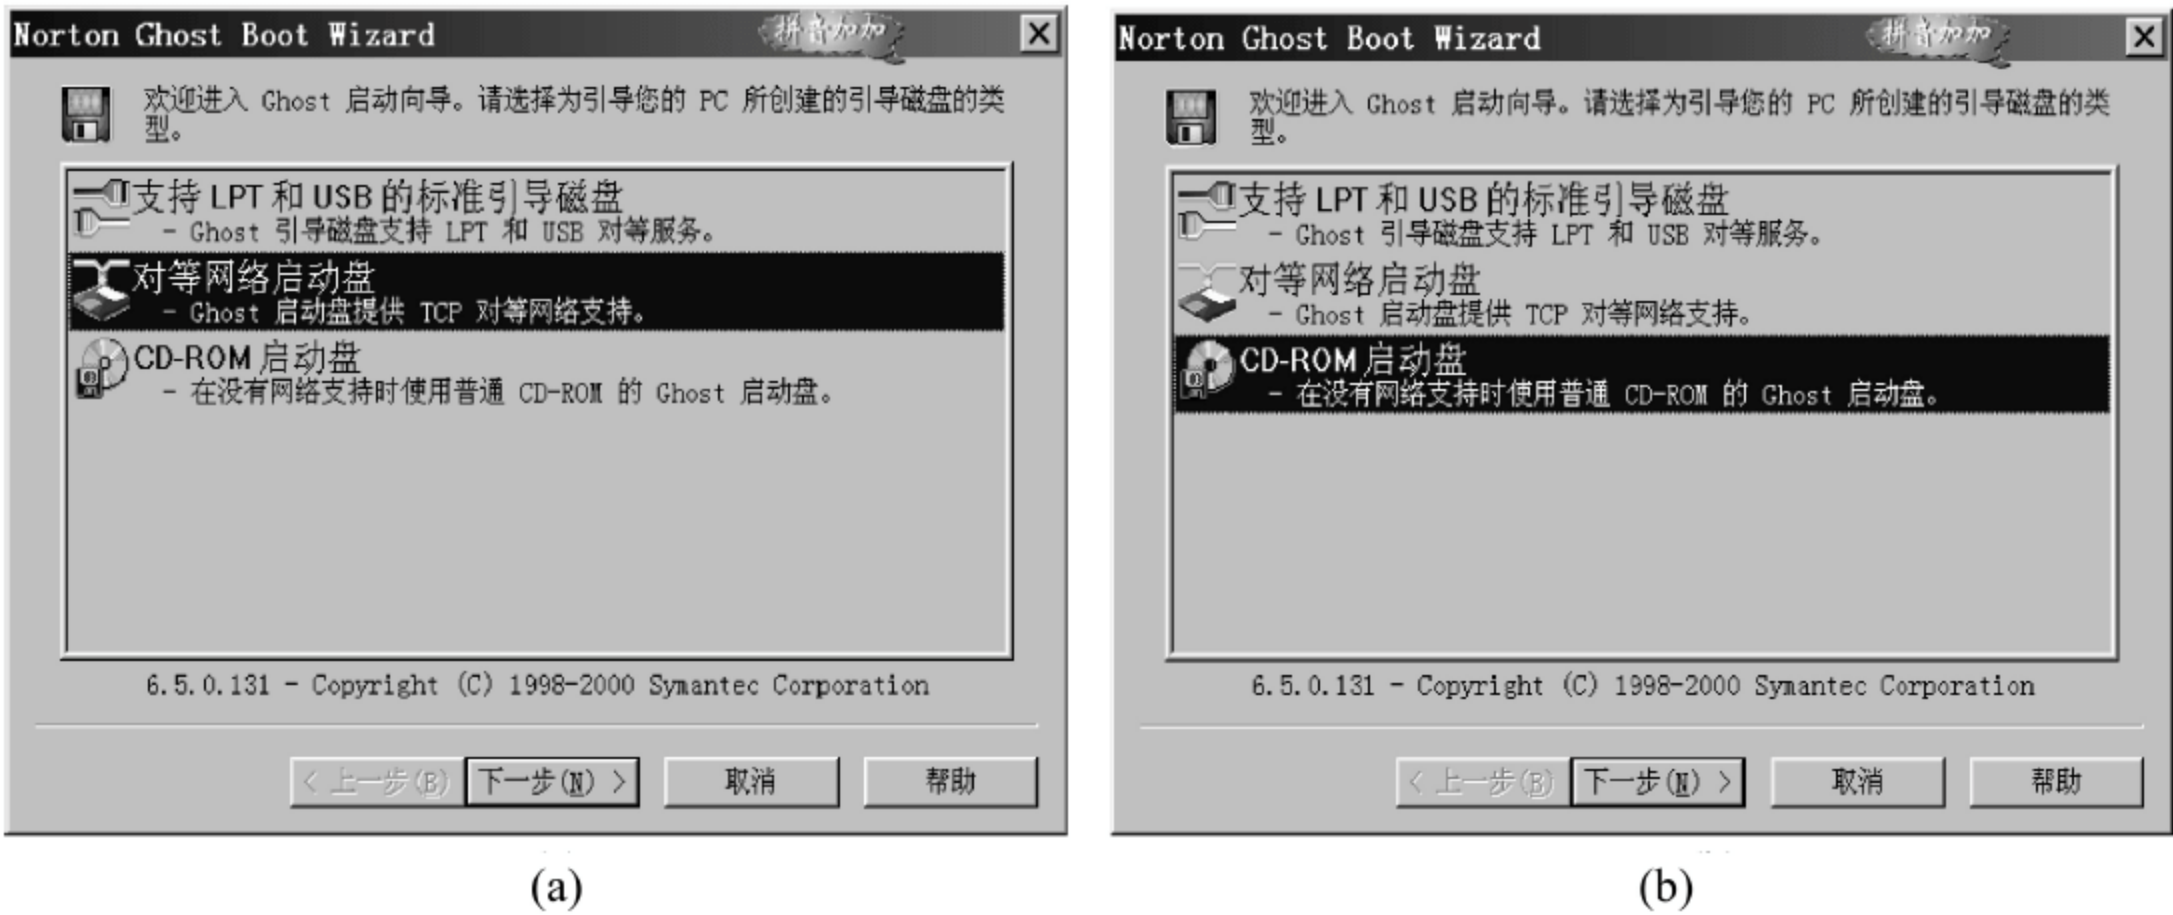 Norton Ghost Boot Wizard
拼音加加
欢迎进入 Ghost 启动向导。请选择为引导您的 PC 所创建的引导磁盘的类
型。
支持 LPT 和 USB 的标准引导磁盘
- Ghost 引导磁盘支持 LPT 和 USB 对等服务。
对等网络启动盘
- Ghost 启动盘提供 TCP 对等网络支持。
CD-ROM 启动盘
- 在没有网络支持时使用普通 CD-ROM 的 Ghost 启动盘。
6.5.0.131 - Copyright (C) 1998-2000 Symantec Corporation
< 上一步(B)
下一步(N) >
取消
帮助
(a)
Norton Ghost Boot Wizard
拼音加加
欢迎进入 Ghost 启动向导。请选择为引导您的 PC 所创建的引导磁盘的类
型。
支持 LPT 和 USB 的标准引导磁盘
- Ghost 引导磁盘支持 LPT 和 USB 对等服务。
对等网络启动盘
- Ghost 启动盘提供 TCP 对等网络支持。
CD-ROM 启动盘
- 在没有网络支持时使用普通 CD-ROM 的 Ghost 启动盘。
6.5.0.131 - Copyright (C) 1998-2000 Symantec Corporation
< 上一步(B)
下一步(N) >
取消
帮助
(b)